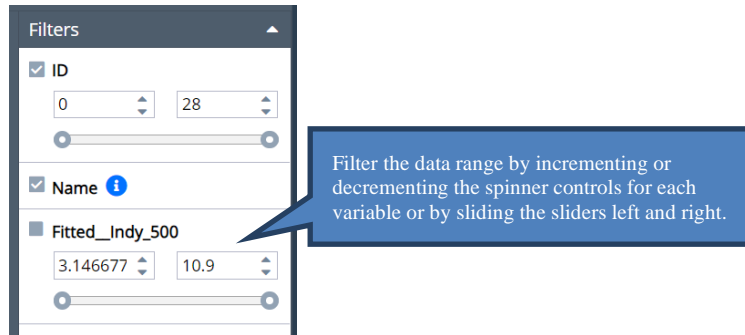 Filters
ID
0 28
Name
Fitted__Indy_500
3.146677 10.9
Filter the data range by incrementing or
decrementing the spinner controls for each
variable or by sliding the sliders left and right.